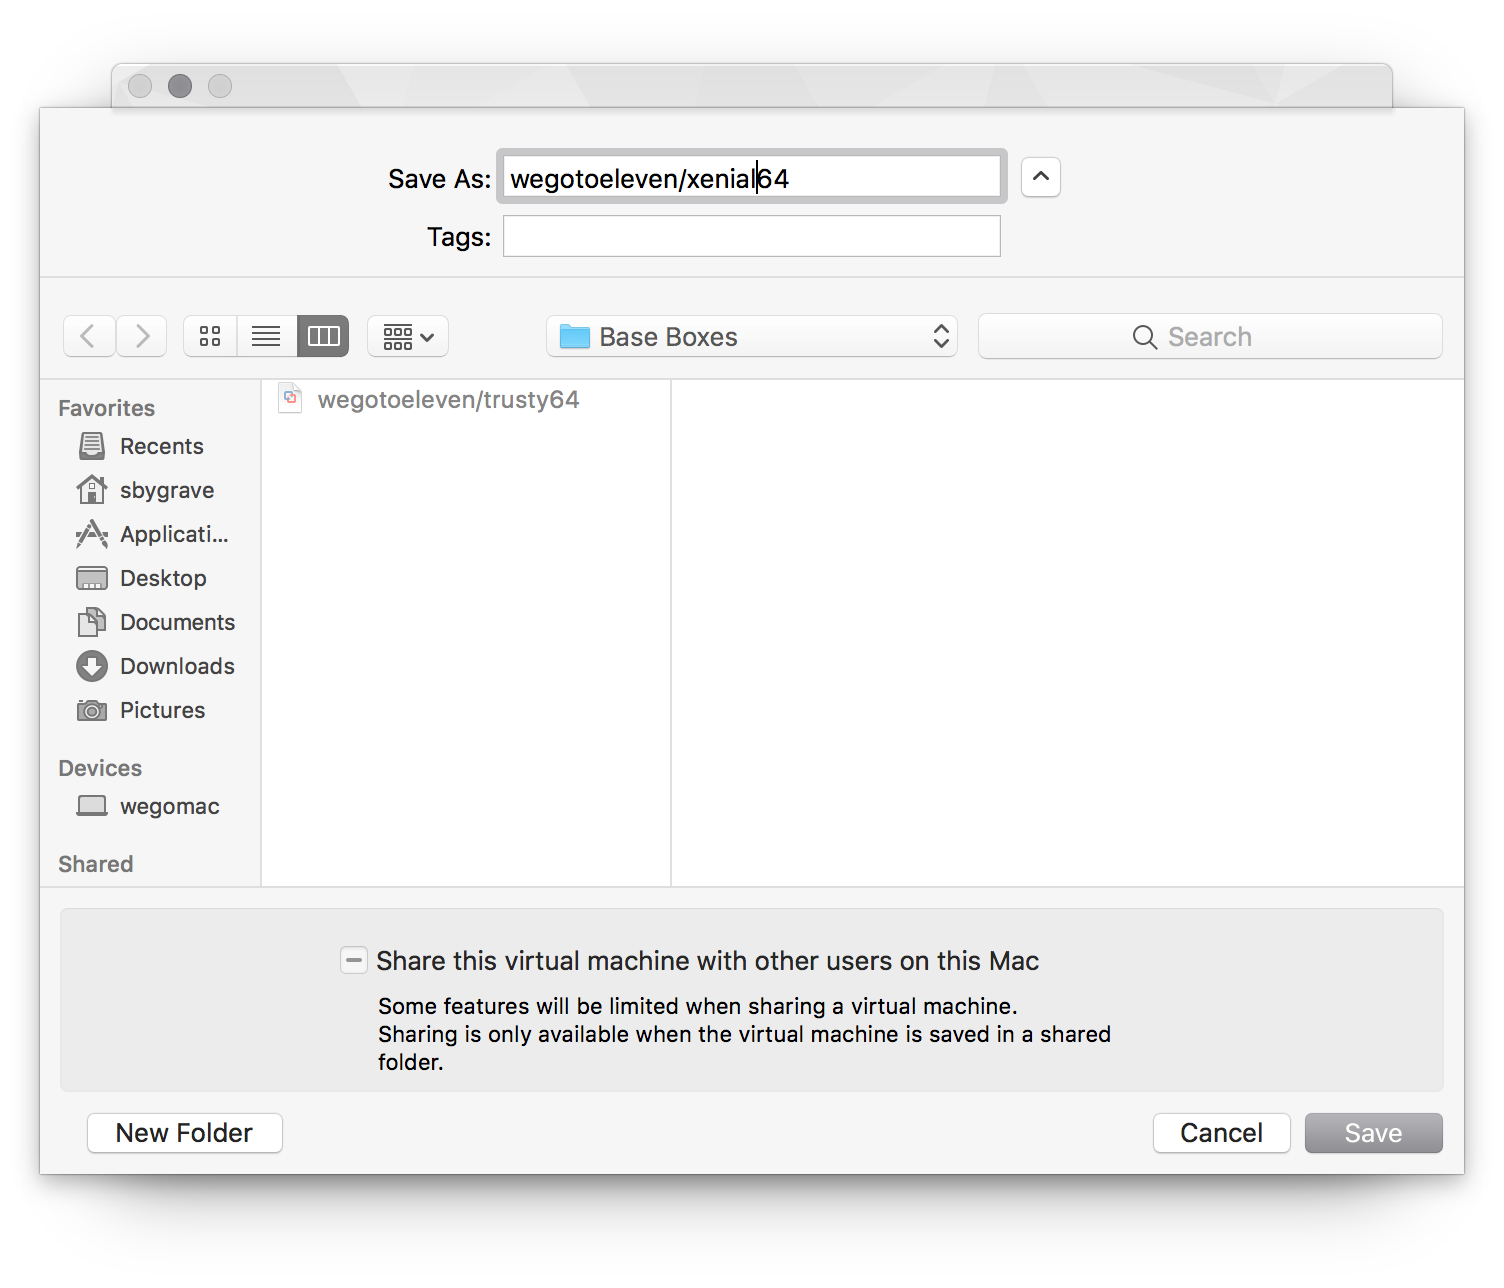 Save As: wegotoeleven/xenial64
Tags:
Base Boxes
Search
Favorites
Recents
sbygrave
Applicati...
Desktop
Documents
Downloads
Pictures
Devices
wegomac
Shared
wegotoeleven/trusty64
Share this virtual machine with other users on this Mac
Some features will be limited when sharing a virtual machine.
Sharing is only available when the virtual machine is saved in a shared
folder.
New Folder
Cancel
Save